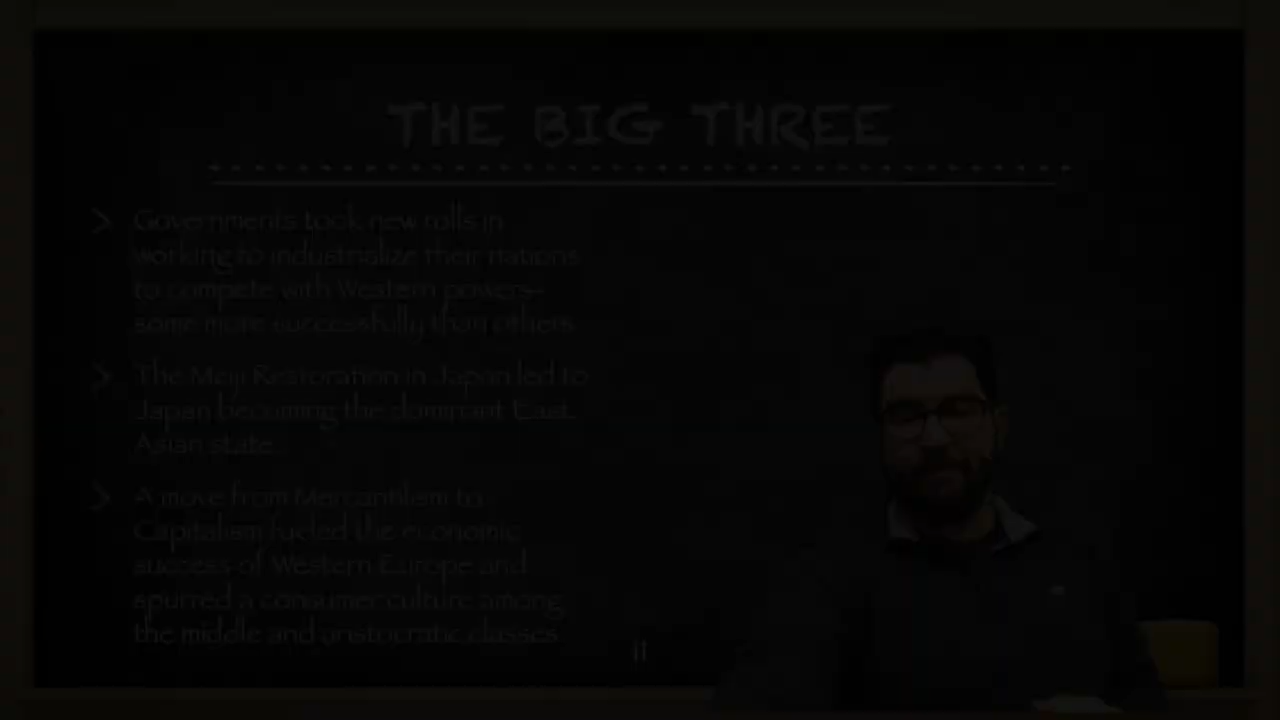 THE BIG THREE
Governments took new rolls in
working to industrialize their nations
to compete with Western powers–
some more successfully than others
The Meiji Restoration in Japan led to
Japan becoming the dominant East
Asian state.
A move from Mercantilism to
Capitalism fueled the economic
success of Western Europe and
spurred a consumer culture among
the middle and aristocratic classes
11